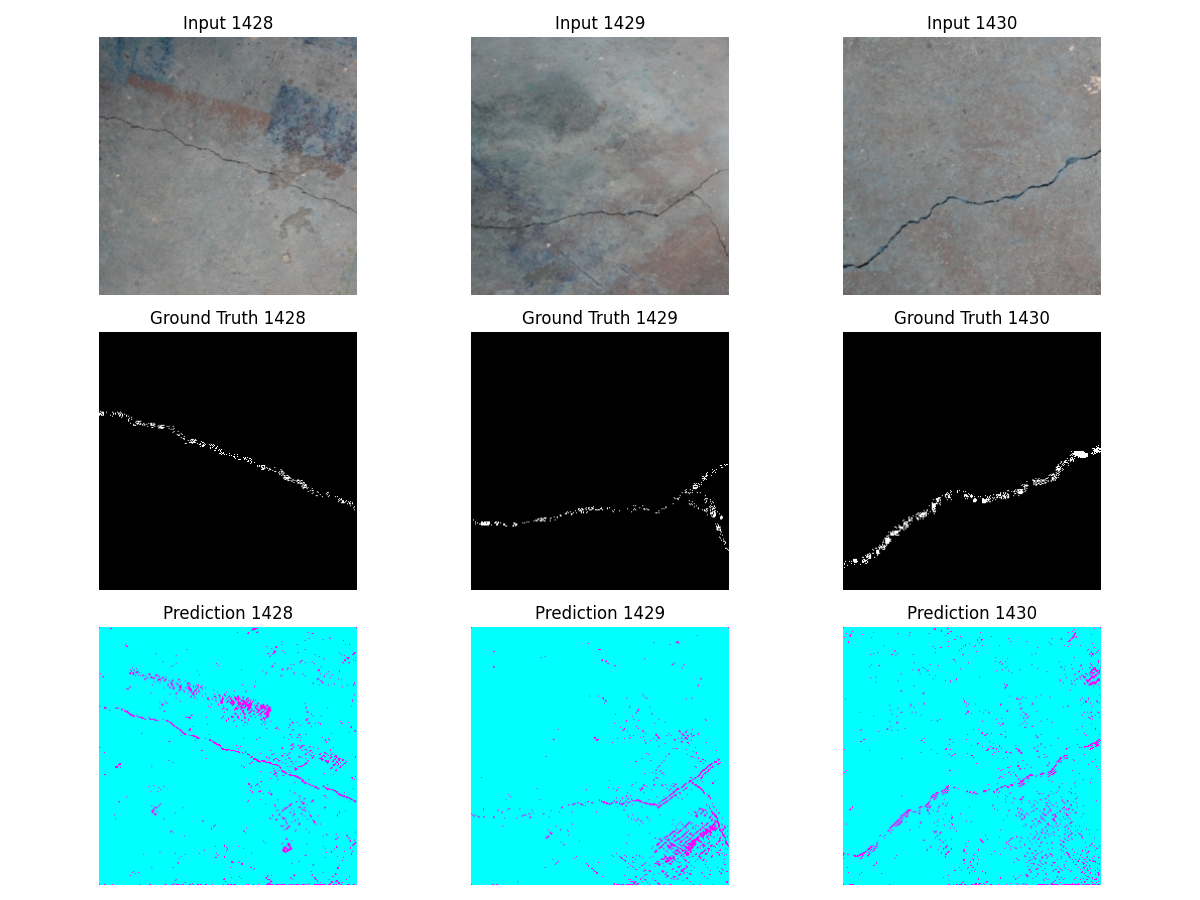 Input 1428
Input 1429
Input 1430
Ground Truth 1428
Ground Truth 1429
Ground Truth 1430
Prediction 1428
Prediction 1429
Prediction 1430